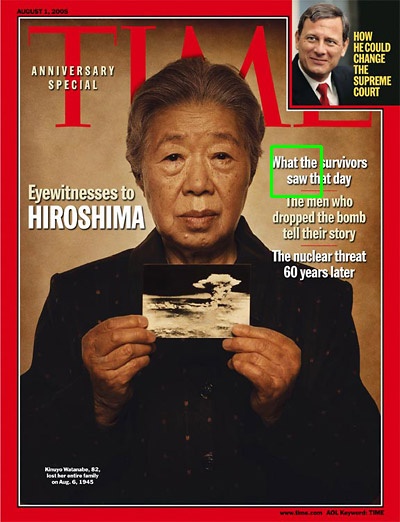 AUGUST 1, 2005
TIME
ANNIVERSARY
SPECIAL
HOW
HE COULD
CHANGE
THE
SUPREME
COURT
What the survivors
saw that day
The men who
dropped the bomb
tell their story
The nuclear threat
60 years later
Eyewitnesses to
HIROSHIMA
Kinuyo Watanabe, 82,
lost her entire family
on Aug. 6, 1945
www.time.com AOL Keyword: TIME